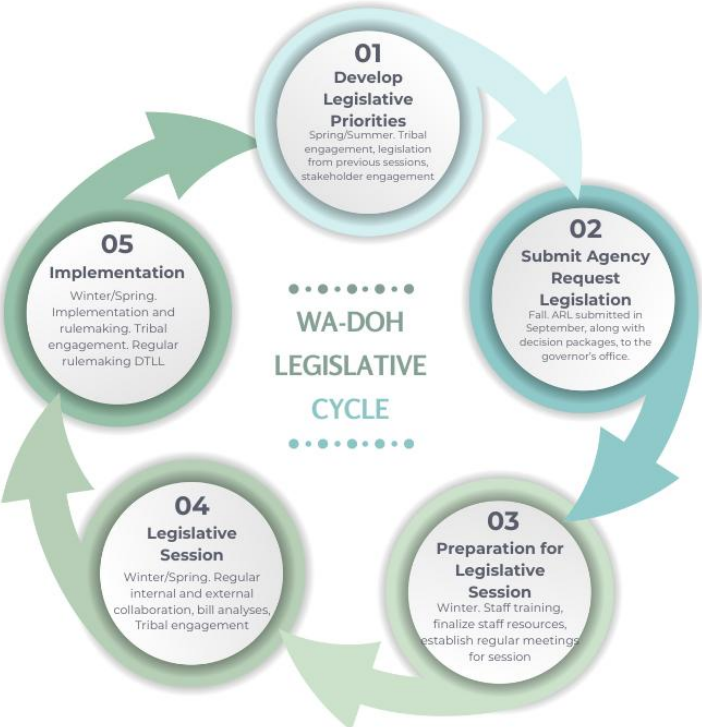 01
Develop
Legislative
Priorities
Spring/Summer. Tribal
engagement, legislation
from previous sessions,
stakeholder engagement
02
Submit Agency
Request
Legislation
Fall. ARL submitted in
September, along with
decision packages, to the
governor's office.
03
Preparation for
Legislative
Session
Winter. Staff training,
finalize staff resources,
establish regular meetings
for session
04
Legislative
Session
Winter/Spring. Regular
internal and external
collaboration, bill analyses,
Tribal engagement
05
Implementation
Winter/Spring.
Implementation and
rulemaking. Tribal
engagement. Regular
rulemaking DTLL
WA-DOH
LEGISLATIVE
CYCLE